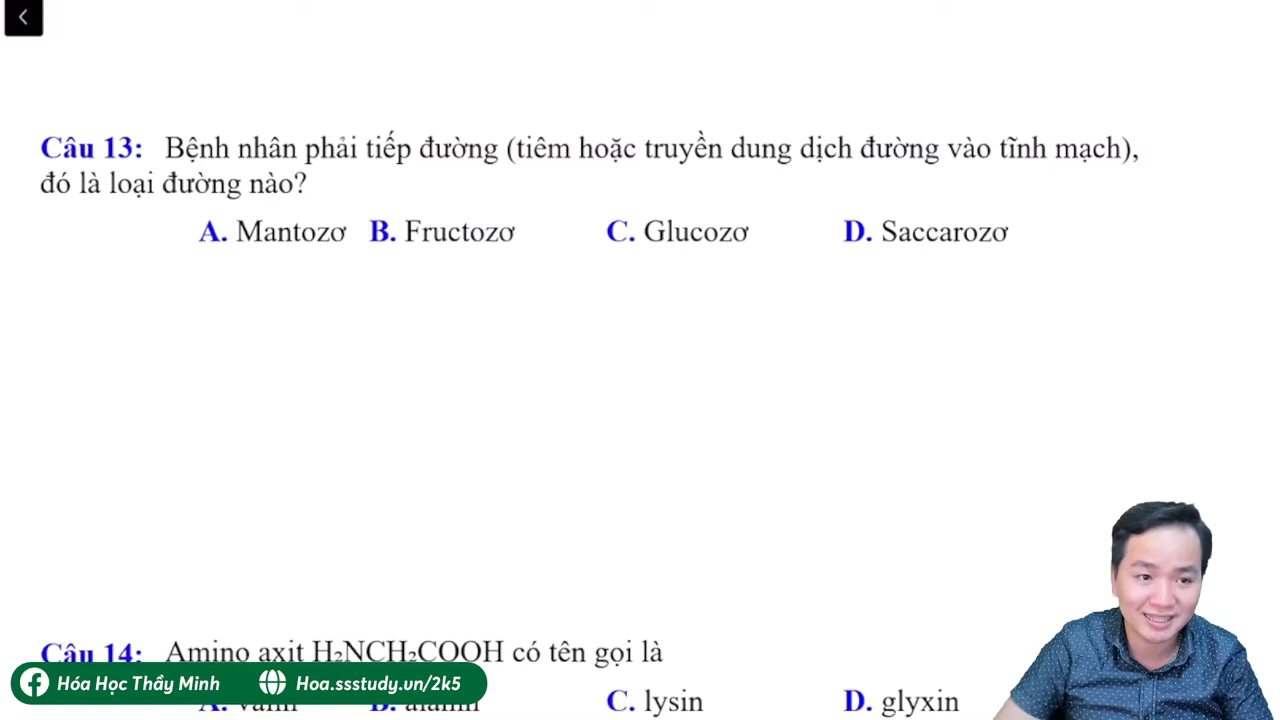 Câu 13: Bệnh nhân phải tiếp đường (tiêm hoặc truyền dung dịch đường vào tĩnh mạch),
đó là loại đường nào?
A. Mantozơ B. Fructozơ C. Glucozơ D. Saccarozơ
Câu 14: Amino axit H₂NCH₂COOH có tên gọi là
Hóa Học Thầy Minh Hoa.ssstudy.vn/2k5
C. lysin D. glyxin